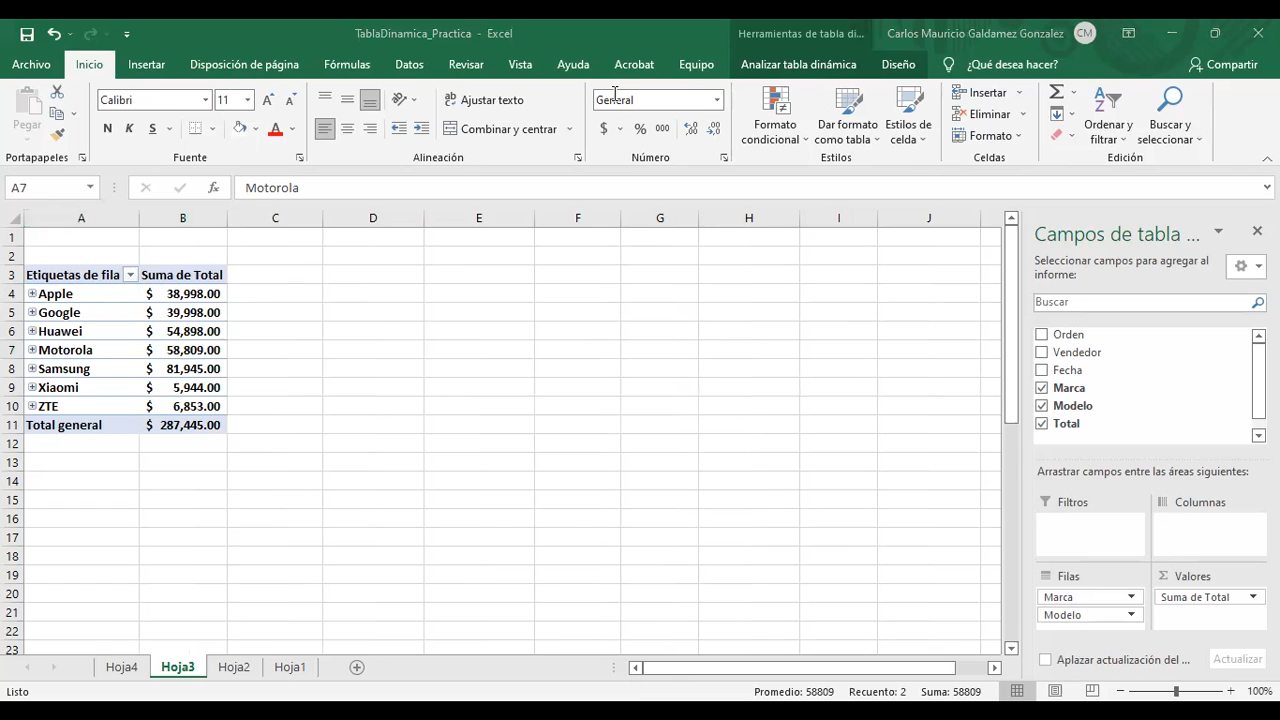 TablaDinamica_Practica - Excel
Herramientas de tabla di...
Carlos Mauricio Galdamez Gonzalez
CM
Archivo Inicio Insertar Disposición de página Fórmulas Datos Revisar Vista Ayuda Acrobat Equipo Analizar tabla dinámica Diseño ¿Qué desea hacer? Compartir
Pegar
Calibri 11
N K S
Ajustar texto
Combinar y centrar
General
$ % 000
Formato condicional
Dar formato como tabla
Estilos de celda
Insertar
Eliminar
Formato
Ordenar y filtrar
Buscar y seleccionar
Portapapeles Fuente Alineación Número Estilos Celdas Edición
A7 fx Motorola
A B C D E F G H I J
1
2
3 Etiquetas de fila Suma de Total
4 Apple $ 38,998.00
5 Google $ 39,998.00
6 Huawei $ 54,898.00
7 Motorola $ 58,809.00
8 Samsung $ 81,945.00
9 Xiaomi $ 5,944.00
10 ZTE $ 6,853.00
11 Total general $ 287,445.00
12
13
14
15
16
17
18
19
20
21
22
23
Campos de tabla ...
Seleccionar campos para agregar al
informe:
Buscar
Orden
Vendedor
Fecha
Marca
Modelo
Total
Arrastrar campos entre las áreas siguientes:
Filtros Columnas
Filas Σ Valores
Marca Suma de Total
Modelo
Aplazar actualización del ... Actualizar
Hoja4 Hoja3 Hoja2 Hoja1
Listo Promedio: 58809 Recuento: 2 Suma: 58809 100%